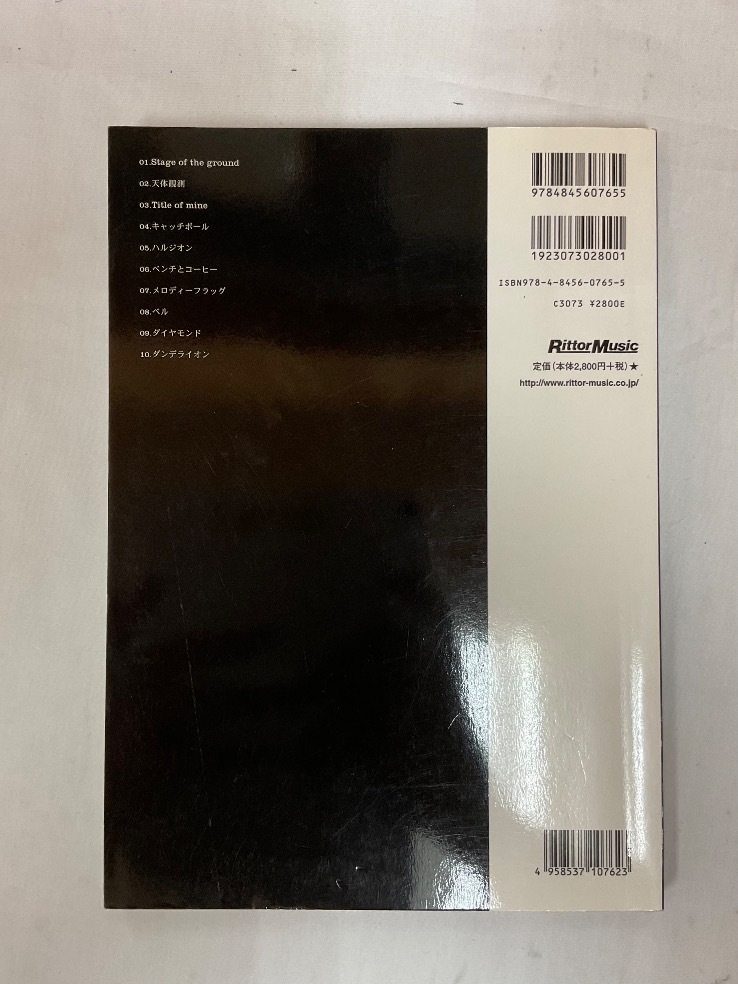 01.Stage of the ground
02.天体観測
03.Title of mine
04.キャッチボール
05.ハルジオン
06.ベンチとコーヒー
07.メロディーフラッグ
08.ベル
09.ダイヤモンド
10.ダンデライオン
9784845607655
1923073028001
ISBN978-4-8456-0765-5
C3073 ¥2800E
RittorMusic
定価(本体2,800円+税)★
http://www.rittor-music.co.jp/
4 958537 107623